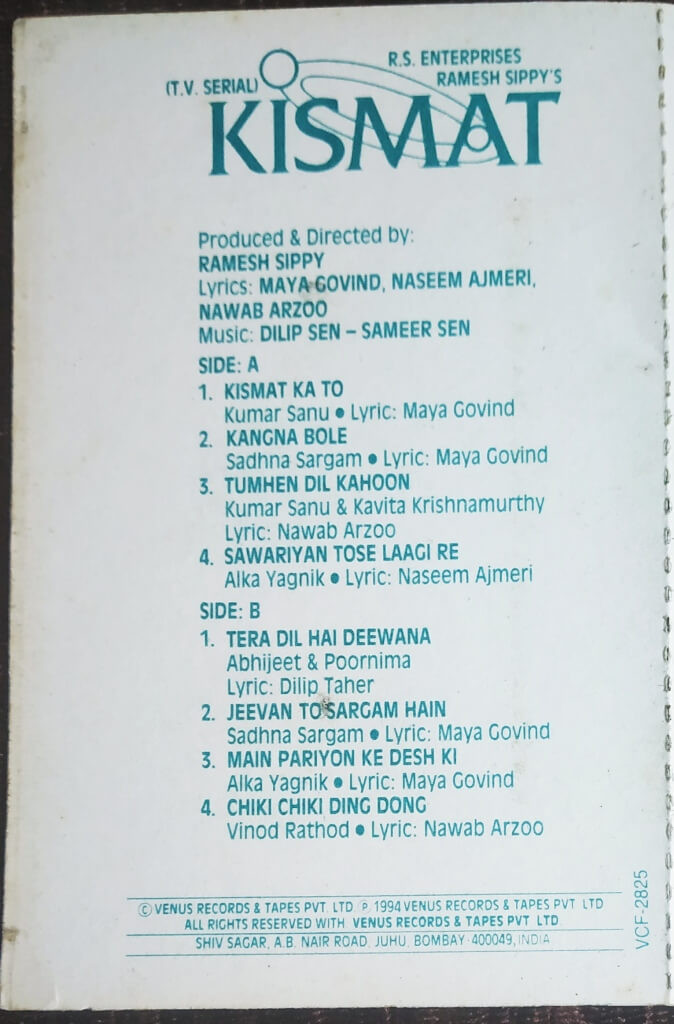 R.S. ENTERPRISES
(T.V. SERIAL) RAMESH SIPPY'S
KISMAT
Produced & Directed by:
RAMESH SIPPY
Lyrics: MAYA GOVIND, NASEEM AJMERI,
NAWAB ARZOO
Music: DILIP SEN – SAMEER SEN
SIDE: A
1. KISMAT KA TO
Kumar Sanu • Lyric: Maya Govind
2. KANGNA BOLE
Sadhna Sargam • Lyric: Maya Govind
3. TUMHEN DIL KAHOON
Kumar Sanu & Kavita Krishnamurthy
Lyric: Nawab Arzoo
4. SAWARIYAN TOSE LAAGI RE
Alka Yagnik • Lyric: Naseem Ajmeri
SIDE: B
1. TERA DIL HAI DEEWANA
Abhijeet & Poornima
Lyric: Dilip Taher
2. JEEVAN TO SARGAM HAIN
Sadhna Sargam • Lyric: Maya Govind
3. MAIN PARIYON KE DESH KI
Alka Yagnik • Lyric: Maya Govind
4. CHIKI CHIKI DING DONG
Vinod Rathod • Lyric: Nawab Arzoo
© VENUS RECORDS & TAPES PVT. LTD. ℗ 1994 VENUS RECORDS & TAPES PVT. LTD
ALL RIGHTS RESERVED WITH VENUS RECORDS & TAPES PVT. LTD.
SHIV SAGAR, A.B. NAIR ROAD, JUHU, BOMBAY-400049, INDIA
VCF-2825